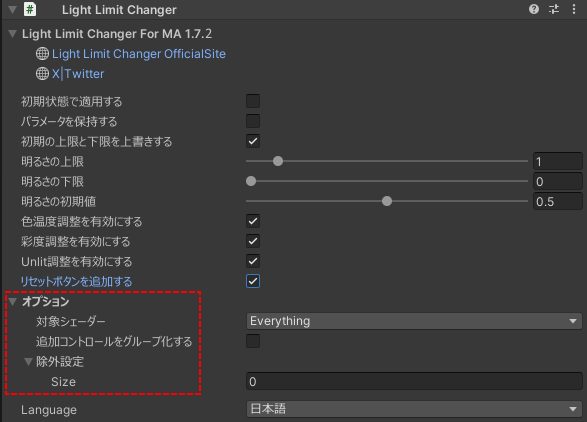 Light Limit Changer
Light Limit Changer For MA 1.7.2
Light Limit Changer OfficialSite
X|Twitter
初期状態で適用する
パラメータを保持する
初期の上限と下限を上書きする
明るさの上限 1
明るさの下限 0
明るさの初期値 0.5
色温度調整を有効にする
彩度調整を有効にする
Unlit調整を有効にする
リセットボタンを追加する
オプション
対象シェーダー Everything
追加コントロールをグループ化する
除外設定
Size 0
Language 日本語